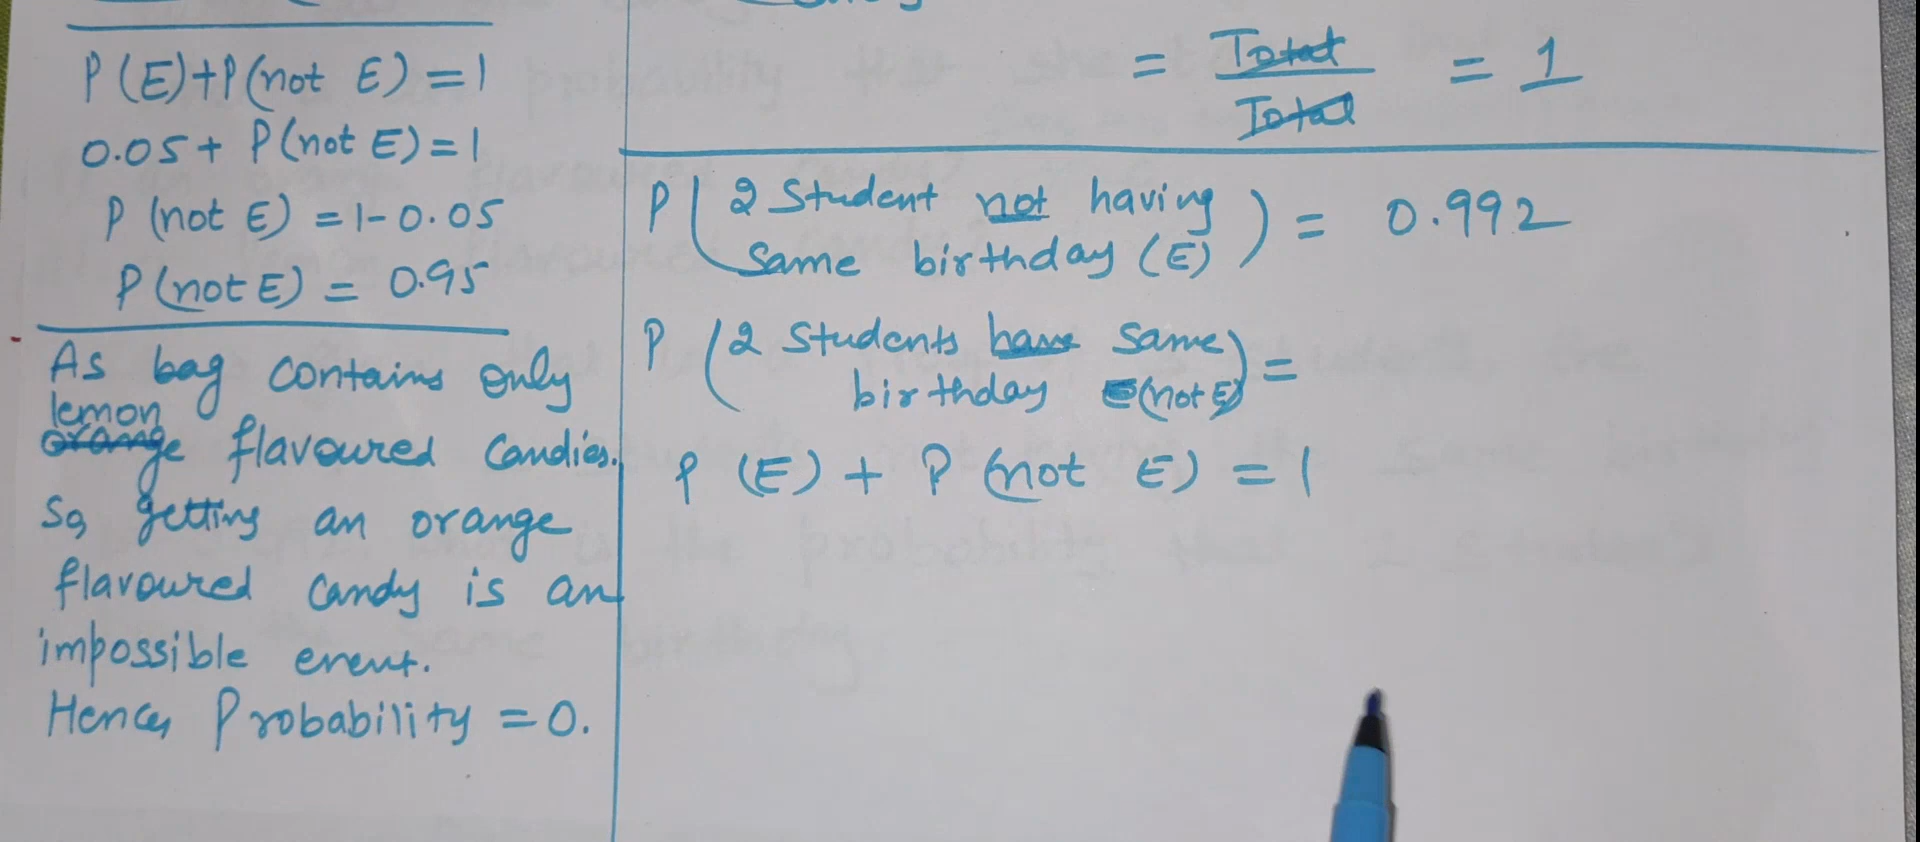 P(E)+P(not E)=1
0.05+ P(not E)=1
P (not E) =1-0.05
P(not E) = 0.95
As bag contains only
lemon
orange flavoured candies.
So, getting an orange
flavoured candy is an
impossible event.
Hence, Probability =0.
= Total / Total = 1
P( 2 Student not having ) = 0.992
same birthday (E)
P (2 Students have same) =
birthday (not E)
P (E) + P (not E) = 1